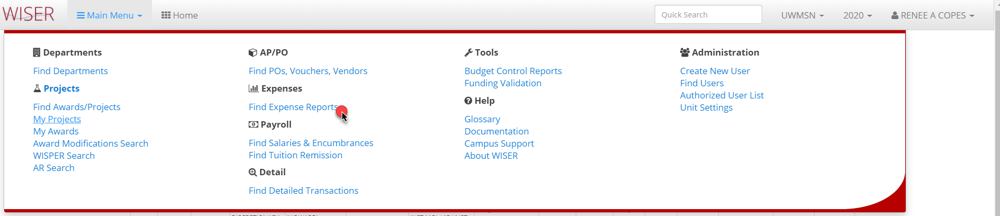 WISER
Main Menu
Home
Quick Search
UWMSN
2020
RENEE A COPES
Departments
Find Departments
Projects
Find Awards/Projects
My Projects
My Awards
Award Modifications Search
WISPER Search
AR Search
AP/PO
Find POs, Vouchers, Vendors
Expenses
Find Expense Reports
Payroll
Find Salaries & Encumbrances
Find Tuition Remission
Detail
Find Detailed Transactions
Tools
Budget Control Reports
Funding Validation
Help
Glossary
Documentation
Campus Support
About WISER
Administration
Create New User
Find Users
Authorized User List
Unit Settings